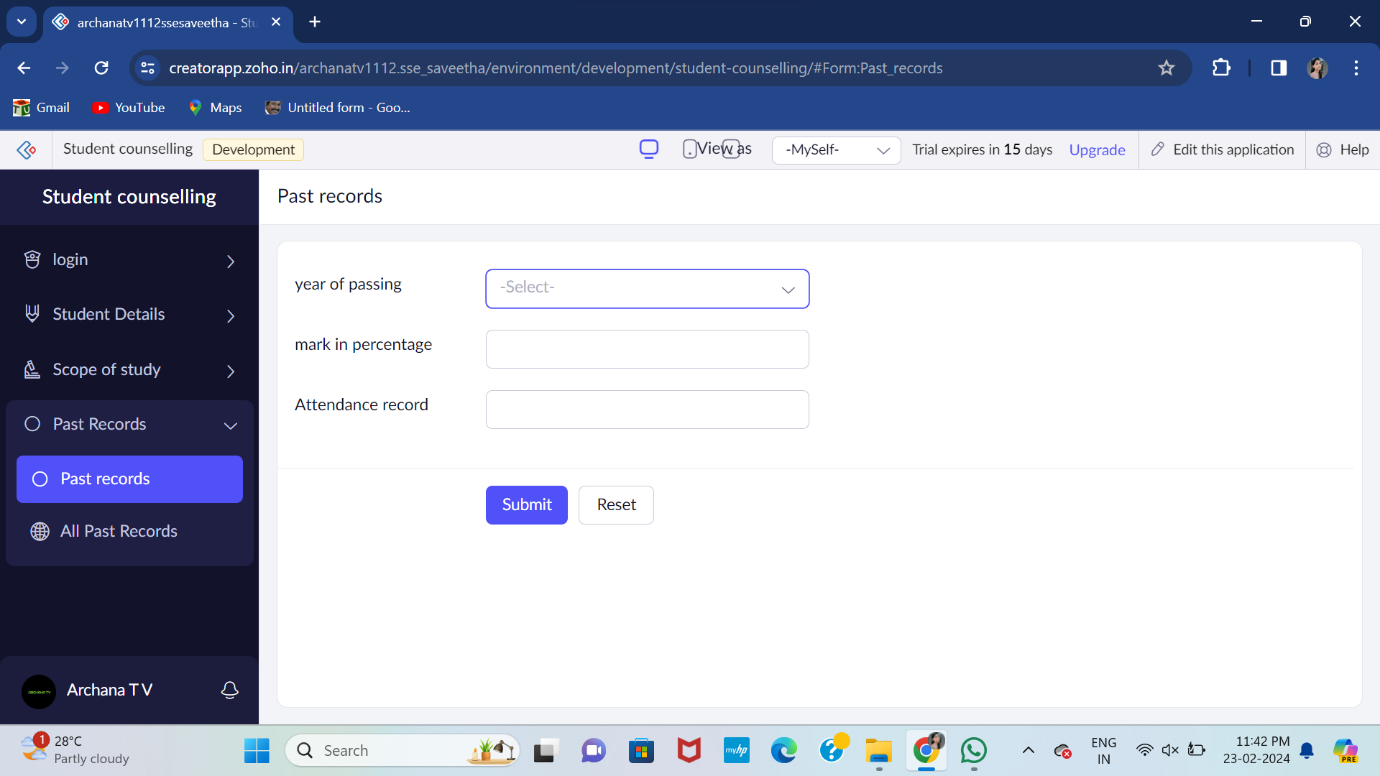 archanatv1112ssesaveetha - Stu
creatorapp.zoho.in/archanatv1112.sse_saveetha/environment/development/student-counselling/#Form:Past_records
Gmail YouTube Maps Untitled form - Goo...
Student counselling Development View as -MySelf- Trial expires in 15 days Upgrade Edit this application Help
Student counselling
Past records
login
Student Details
Scope of study
Past Records
Past records
All Past Records
Archana T V
year of passing -Select-
mark in percentage
Attendance record
Submit Reset
1 28°C
Partly cloudy
Search
myhp
ENG
IN
11:42 PM
23-02-2024
PRE